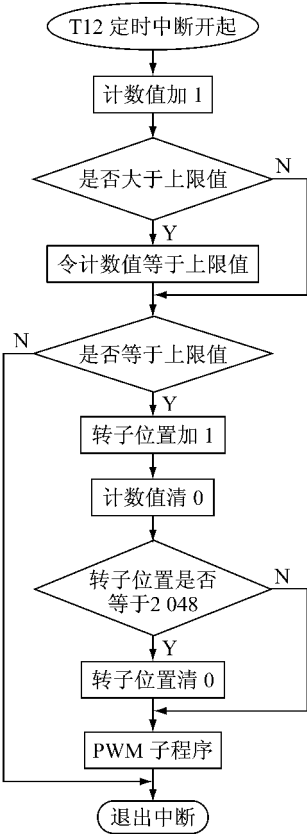 T12 定时中断开起
计数值加 1
是否大于上限值
N
Y
令计数值等于上限值
N
是否等于上限值
Y
转子位置加 1
计数值清 0
转子位置是否
等于2 048
N
Y
转子位置清 0
PWM 子程序
退出中断